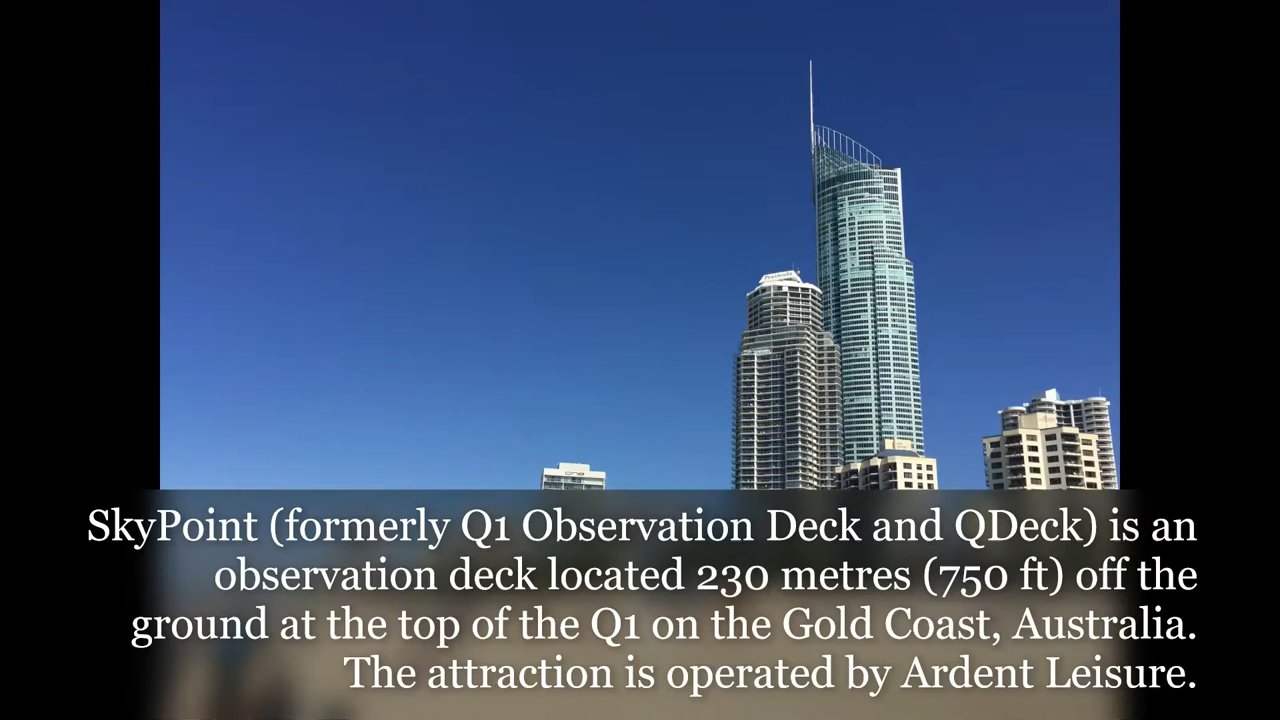 SkyPoint (formerly Q1 Observation Deck and QDeck) is an
observation deck located 230 metres (750 ft) off the
ground at the top of the Q1 on the Gold Coast, Australia.
The attraction is operated by Ardent Leisure.